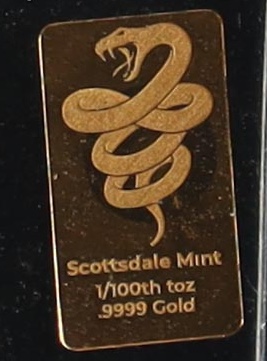 Scottsdale Mint
1/100th toz
.9999 Gold